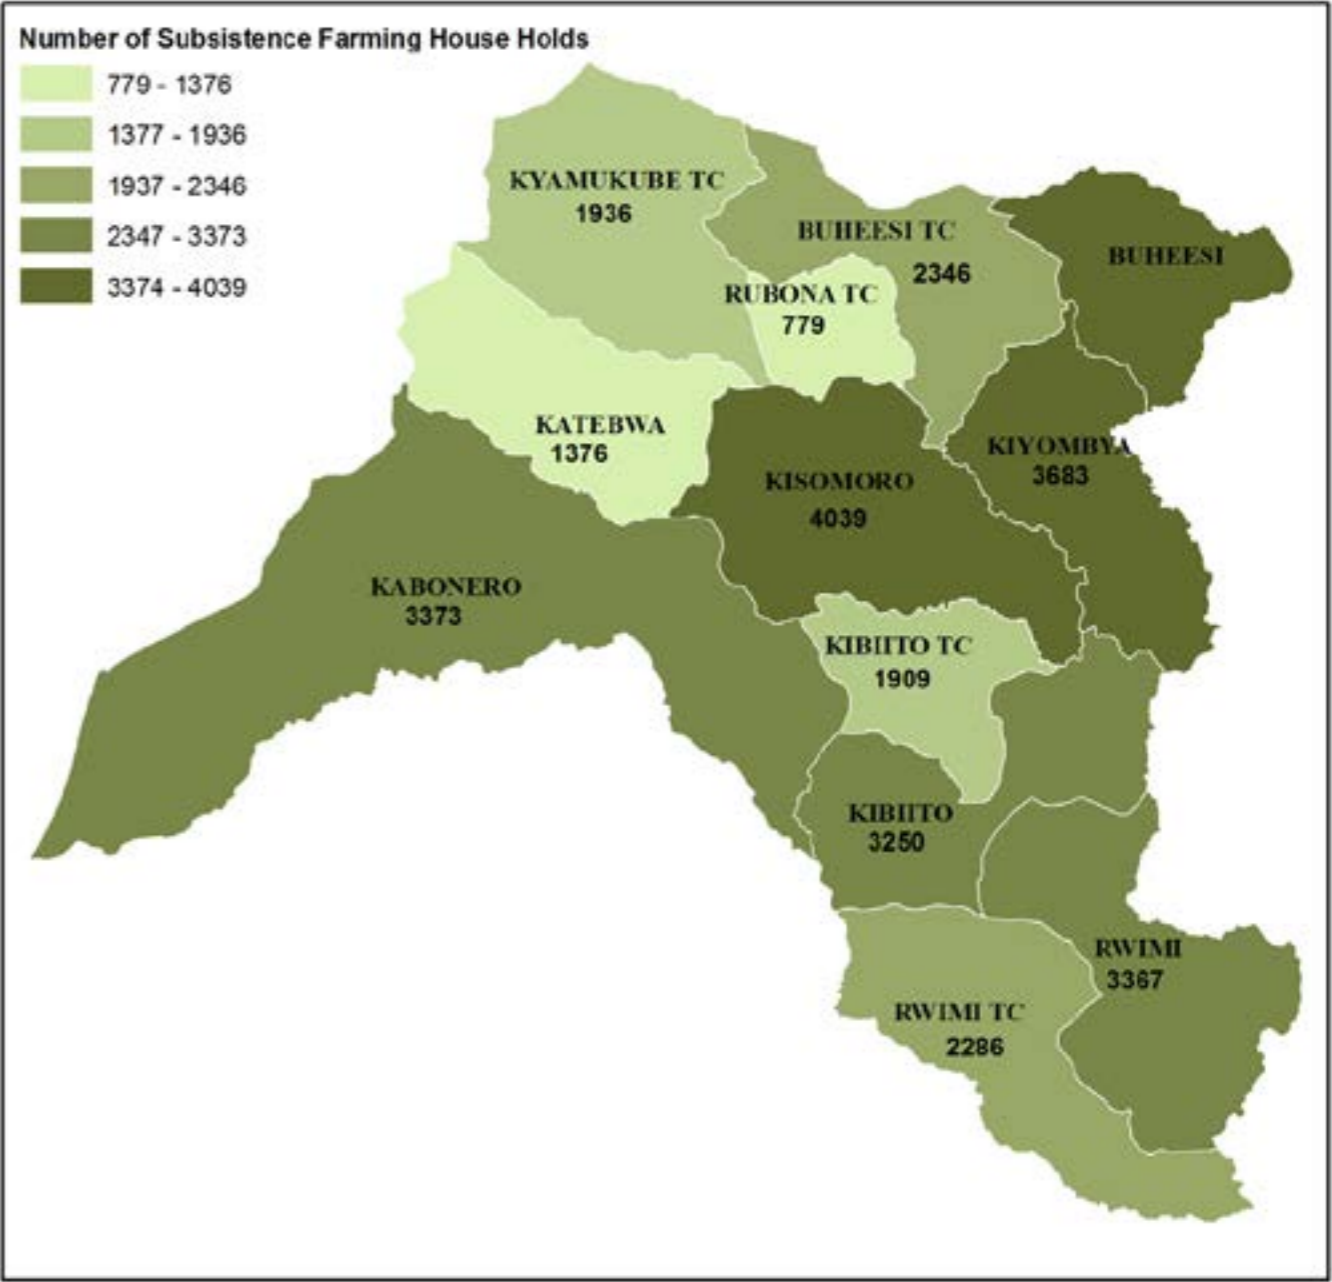 Number of Subsistence Farming House Holds
779 - 1376
1377 - 1936
1937 - 2346
2347 - 3373
3374 - 4039
KYAMUKUBE TC
1936
BUHEESI TC
2346
BUHEESI
RUBONA TC
779
KATEBWA
1376
KIYOMBYA
3683
KISOMORO
4039
KABONERO
3373
KIBIITO TC
1909
KIBIITO
3250
RWIMI
3367
RWIMI TC
2286